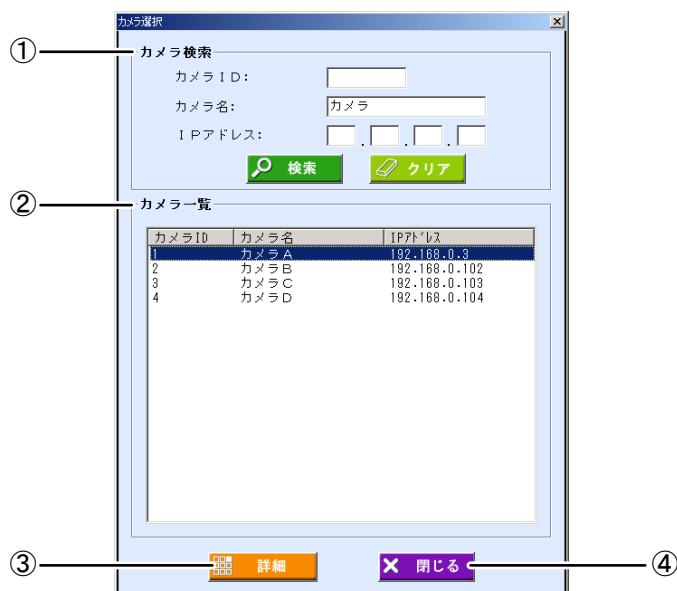 カメラ選択
① カメラ検索
カメラID:
カメラ名: カメラ
IPアドレス: . . .
検索 クリア
② カメラ一覧
カメラID カメラ名 IPｱﾄﾞﾚｽ
1 カメラA 192.168.0.3
2 カメラB 192.168.0.102
3 カメラC 192.168.0.103
4 カメラD 192.168.0.104
③ 詳細 閉じる ④